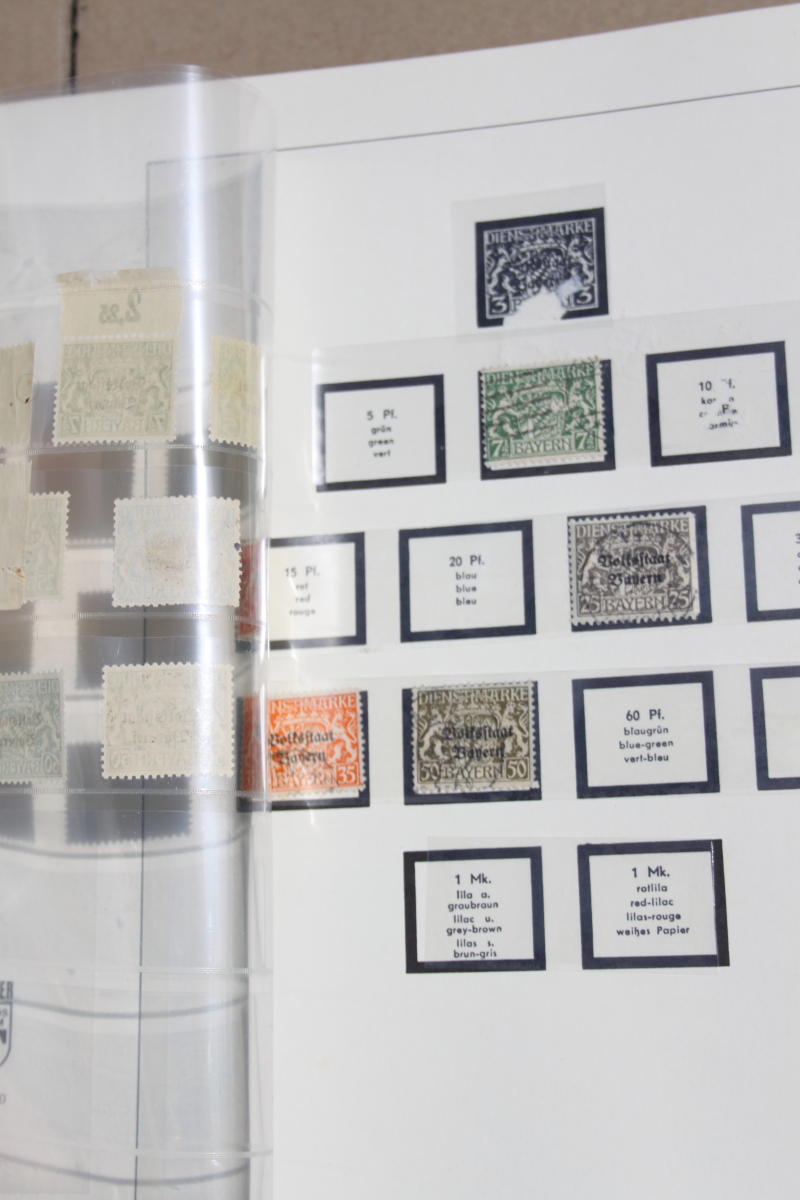 DIENSTMARKE
3 3
5 Pf.
grün
green
vert
DIENSTMARKE
7½ BAYERN 7½
10 Pf.
15 Pf.
rot
red
rouge
20 Pf.
blau
blue
bleu
DIENSTMARKE
Volksstaat
Bayern
25 BAYERN 25
DIENSTMARKE
Volksstaat
Bayern
BAYERN 35
DIENSTMARKE
Volksstaat
Bayern
50 BAYERN 50
60 Pf.
blaugrün
blue-green
vert-bleu
1 Mk.
lila a.
graubraun
lilac u.
grey-brown
lilas s.
brun-gris
1 Mk.
rotlila
red-lilac
lilas-rouge
weißes Papier
2,25